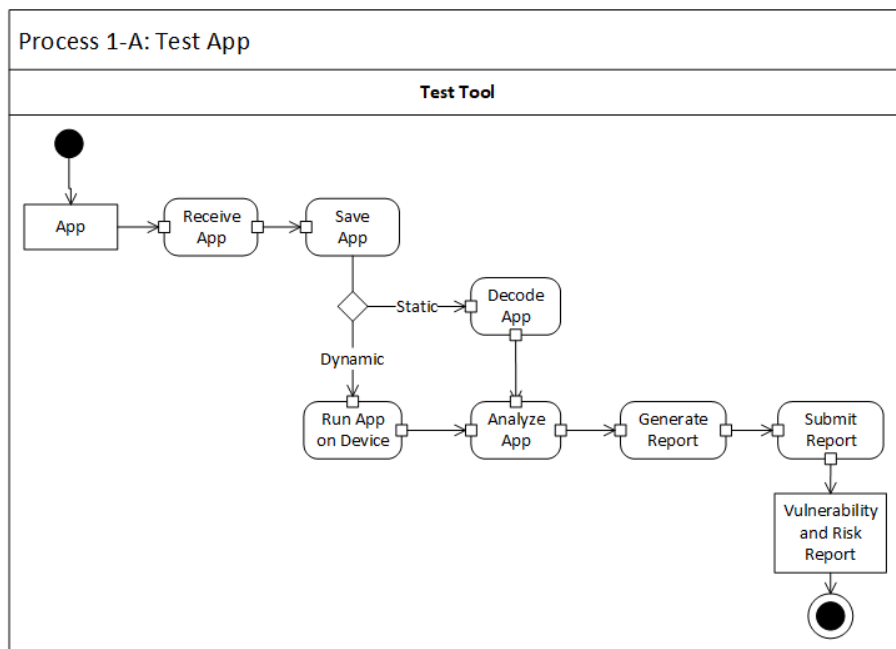 Process 1-A: Test App
Test Tool
App
Receive
App
Save
App
Static
Decode
App
Dynamic
Run App
on Device
Analyze
App
Generate
Report
Submit
Report
Vulnerability
and Risk
Report